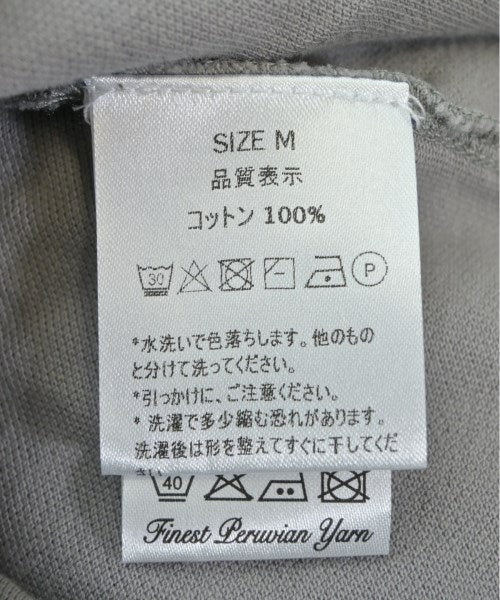 SIZE M
品質表示
コットン 100%
30 P
*水洗いで色落ちします。他のもの
と分けて洗ってください。
*引っかけに、ご注意ください。
* 洗濯で多少縮む恐れがあります。
洗濯後は形を整えてすぐに干してくだ
40
Finest Peruvian Yarn